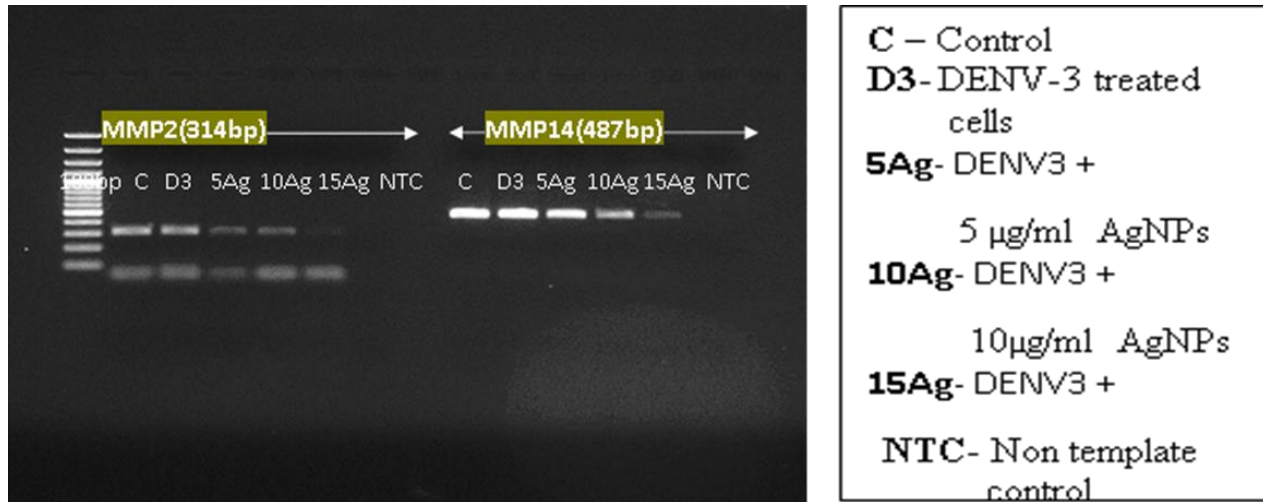 MMP2(314bp) MMP14(487bp)
100bp C D3 5Ag 10Ag 15Ag NTC C D3 5Ag 10Ag 15Ag NTC
C – Control
D3- DENV-3 treated
cells
5Ag- DENV3 +
5 µg/ml AgNPs
10Ag- DENV3 +
10µg/ml AgNPs
15Ag- DENV3 +
NTC- Non template
control